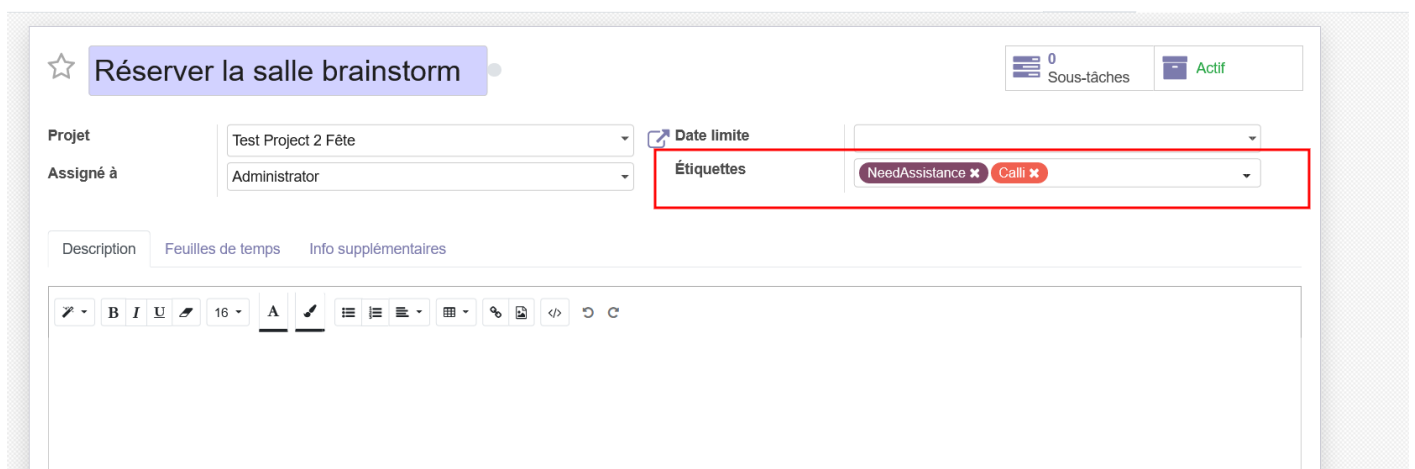 Réserver la salle brainstorm
0
Sous-tâches
Actif
Projet
Test Project 2 Fête
Date limite
Assigné à
Administrator
Étiquettes
NeedAssistance ✖ Calli ✖
Description Feuilles de temps Info supplémentaires
B I U 16 A </>